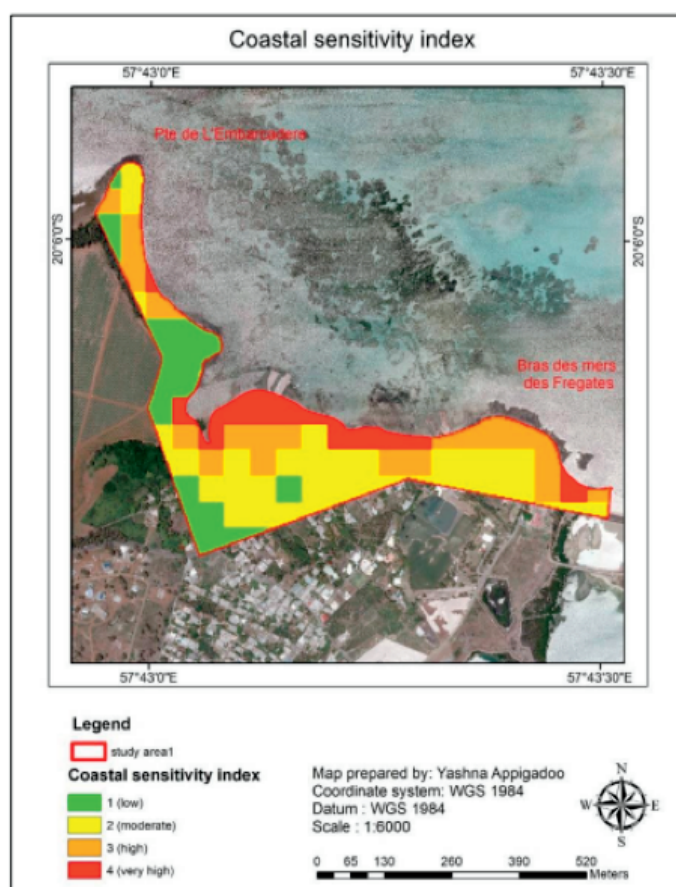 Coastal sensitivity index
57°43'0"E
57°43'30"E
Pte de L'Embarcadere
20°6'0"S
20°6'0"S
Bras des mers
des Fregates
57°43'0"E
57°43'30"E
Legend
study area1
Coastal sensitivity index
1 (low)
2 (moderate)
3 (high)
4 (very high)
Map prepared by: Yashna Appigadoo
Coordinate system: WGS 1984
Datum : WGS 1984
Scale : 1:6000
N
W
E
S
0 65 130 260 390 520
Meters